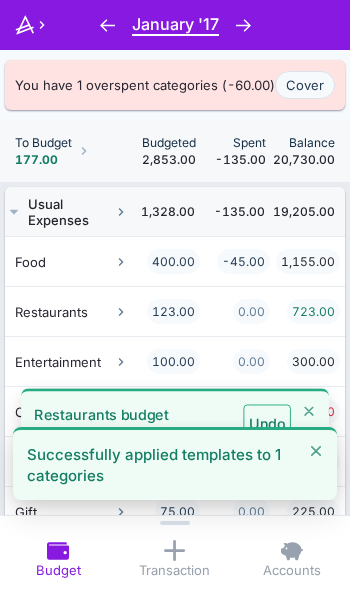 January '17
You have 1 overspent categories (-60.00)
Cover
To Budget
177.00
Budgeted
2,853.00
Spent
-135.00
Balance
20,730.00
Usual Expenses
1,328.00
-135.00
19,205.00
Food
400.00
-45.00
1,155.00
Restaurants
123.00
0.00
723.00
Entertainment
100.00
0.00
300.00
Restaurants budget
Undo
Successfully applied templates to 1
categories
Gift
75.00
0.00
225.00
Budget
Transaction
Accounts